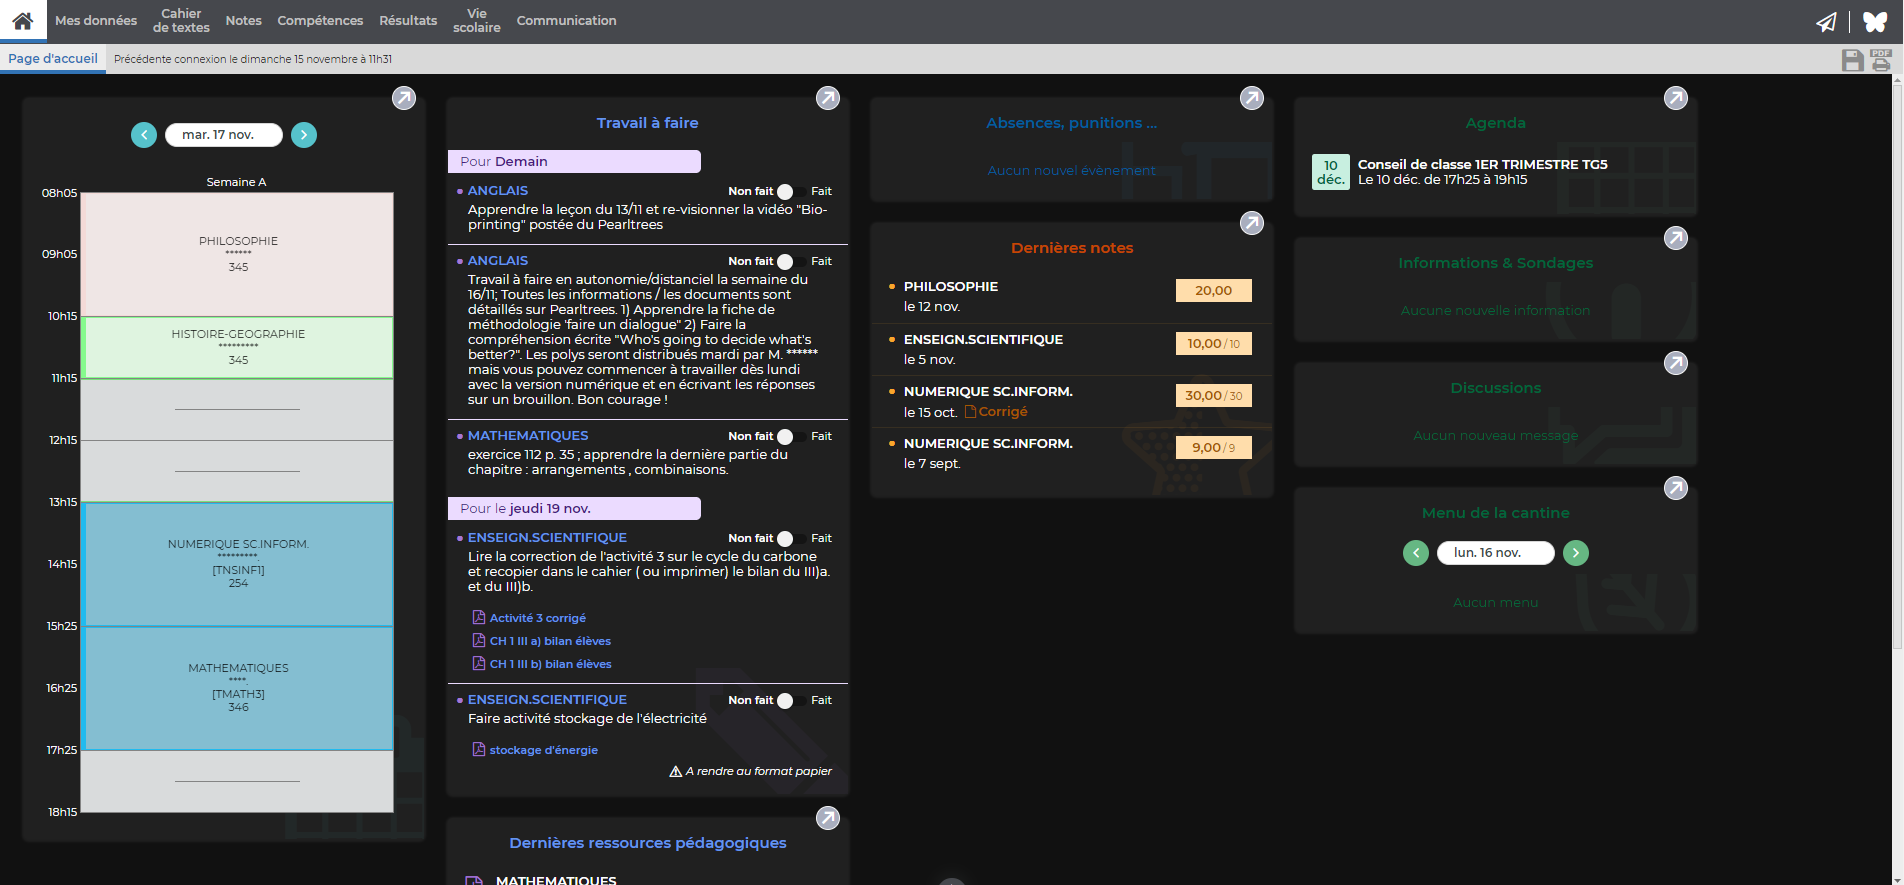 Mes données
Cahier
de textes
Notes
Compétences
Résultats
Vie
scolaire
Communication
Page d'accueil
Précédente connexion le dimanche 15 novembre à 11h31
PDF
mar. 17 nov.
Semaine A
08h05
PHILOSOPHIE
******
345
09h05
10h15
HISTOIRE-GEOGRAPHIE
*********
345
11h15
12h15
13h15
NUMERIQUE SC.INFORM.
*********
[TNSINF1]
254
14h15
15h25
MATHEMATIQUES
****.
[TMATH3]
346
16h25
17h25
18h15
Travail à faire
Pour Demain
ANGLAIS
Non fait Fait
Apprendre la leçon du 13/11 et re-visionner la vidéo "Bio-
printing" postée du Pearltrees
ANGLAIS
Non fait Fait
Travail à faire en autonomie/distanciel la semaine du
16/11; Toutes les informations / les documents sont
détaillés sur Pearltrees. 1) Apprendre la fiche de
méthodologie 'faire un dialogue" 2) Faire la
compréhension écrite "Who's going to decide what's
better?". Les polys seront distribués mardi par M. ******
mais vous pouvez commencer à travailler dès lundi
avec la version numérique et en écrivant les réponses
sur un brouillon. Bon courage !
MATHEMATIQUES
Non fait Fait
exercice 112 p. 35 ; apprendre la dernière partie du
chapitre : arrangements , combinaisons.
Pour le jeudi 19 nov.
ENSEIGN.SCIENTIFIQUE
Non fait Fait
Lire la correction de l'activité 3 sur le cycle du carbone
et recopier dans le cahier ( ou imprimer) le bilan du III)a.
et du III)b.
Activité 3 corrigé
CH 1 III a) bilan élèves
CH 1 III b) bilan élèves
ENSEIGN.SCIENTIFIQUE
Non fait Fait
Faire activité stockage de l'électricité
stockage d'énergie
A rendre au format papier
Dernières ressources pédagogiques
MATHEMATIQUES
Absences, punitions ...
Aucun nouvel évènement
Dernières notes
PHILOSOPHIE
20,00
le 12 nov.
ENSEIGN.SCIENTIFIQUE
10,00 / 10
le 5 nov.
NUMERIQUE SC.INFORM.
30,00 / 30
le 15 oct. Corrigé
NUMERIQUE SC.INFORM.
9,00 / 9
le 7 sept.
Agenda
10
déc.
Conseil de classe 1ER TRIMESTRE TG5
Le 10 déc. de 17h25 à 19h15
Informations & Sondages
Aucune nouvelle information
Discussions
Aucun nouveau message
Menu de la cantine
lun. 16 nov.
Aucun menu